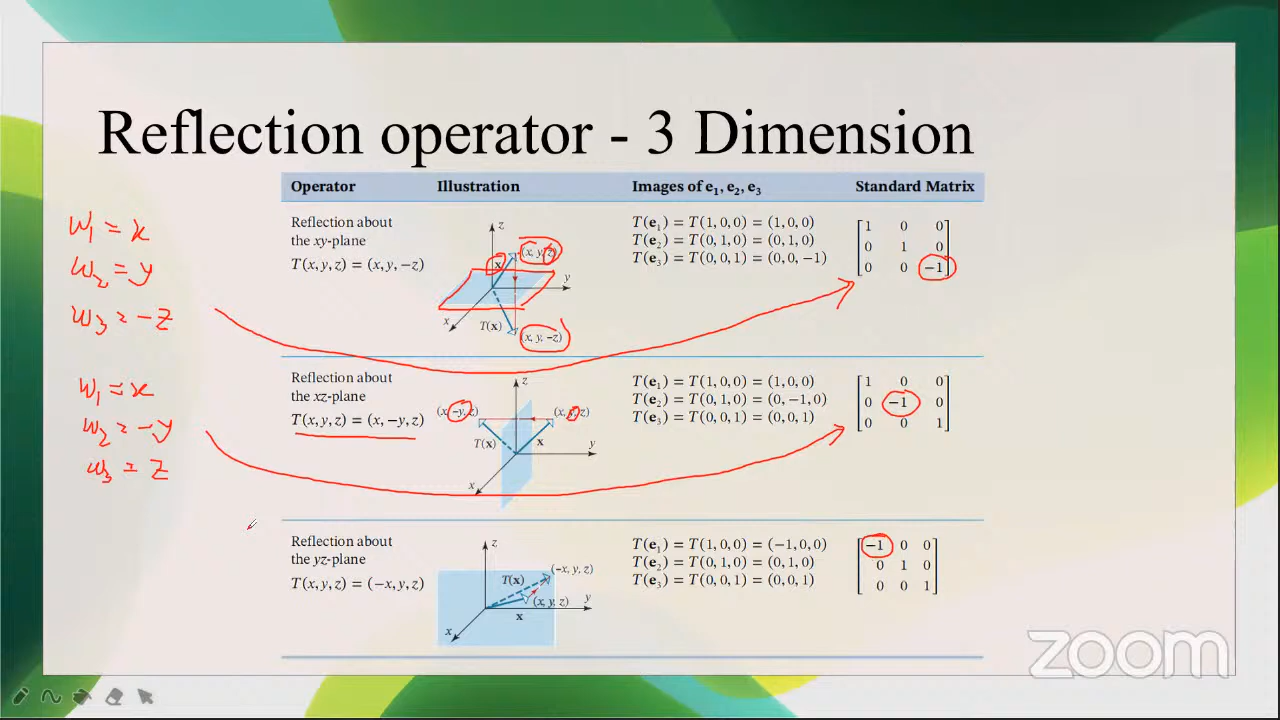 Reflection operator - 3 Dimension
Operator Illustration Images of e₁, e₂, e₃ Standard Matrix
w₁ = x
w₂ = y
w₃ = -z
Reflection about
the xy-plane
T(x, y, z) = (x, y, −z)
z
(x, y, z)
x
y
x
T(x)
(x, y, −z)
T(e₁) = T(1, 0, 0) = (1, 0, 0)
T(e₂) = T(0, 1, 0) = (0, 1, 0)
T(e₃) = T(0, 0, 1) = (0, 0, −1)
1 0 0
0 1 0
0 0 −1
w₁ = x
w₂ = -y
w₃ = z
Reflection about
the xz-plane
T(x, y, z) = (x, −y, z)
z
(x, −y, z)
(x, y, z)
T(x)
x
y
x
T(e₁) = T(1, 0, 0) = (1, 0, 0)
T(e₂) = T(0, 1, 0) = (0, −1, 0)
T(e₃) = T(0, 0, 1) = (0, 0, 1)
1 0 0
0 −1 0
0 0 1
Reflection about
the yz-plane
T(x, y, z) = (−x, y, z)
z
(−x, y, z)
T(x)
(x, y, z)
y
x
x
T(e₁) = T(1, 0, 0) = (−1, 0, 0)
T(e₂) = T(0, 1, 0) = (0, 1, 0)
T(e₃) = T(0, 0, 1) = (0, 0, 1)
−1 0 0
0 1 0
0 0 1
zoom